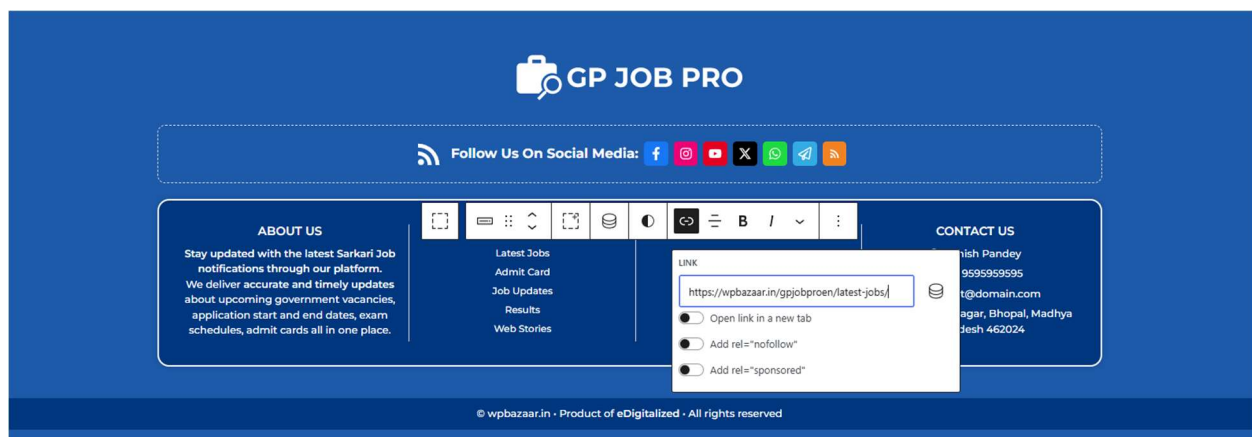 GP JOB PRO
Follow Us On Social Media:
ABOUT US
Stay updated with the latest Sarkari Job
notifications through our platform.
We deliver accurate and timely updates
about upcoming government vacancies,
application start and end dates, exam
schedules, admit cards all in one place.
B I
Latest Jobs
Admit Card
Job Updates
Results
Web Stories
LINK
https://wpbazaar.in/gpjobproen/latest-jobs/
Open link in a new tab
Add rel="nofollow"
Add rel="sponsored"
CONTACT US
Pandey
9595959595
t@domain.com
agar, Bhopal, Madhya
desh 462024
© wpbazaar.in • Product of eDigitalized • All rights reserved